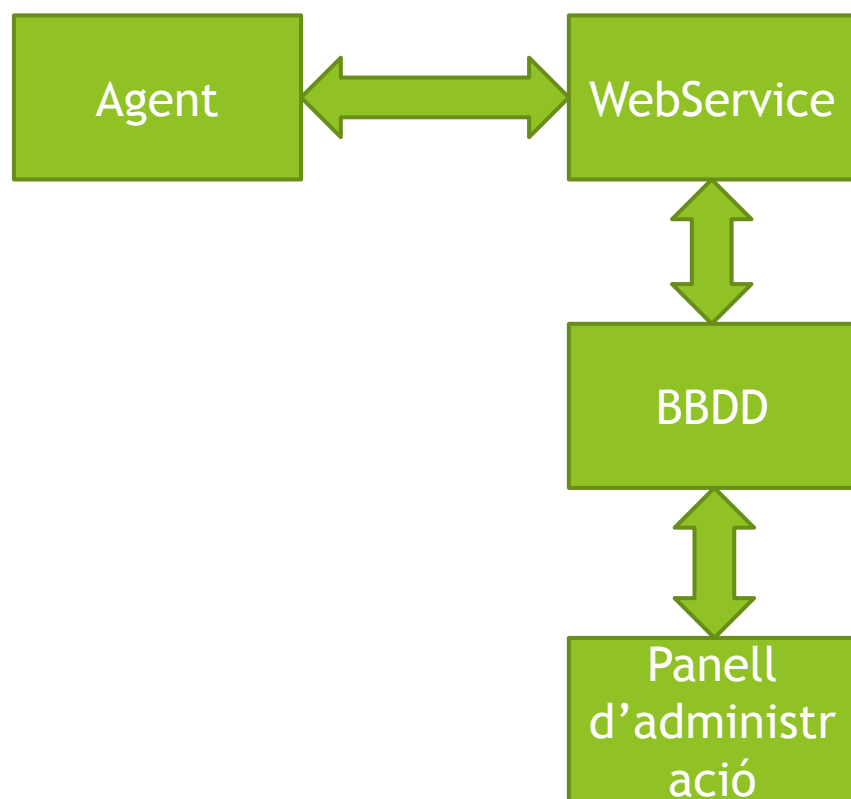 Agent
WebService
BBDD
Panell
d’administr
ació